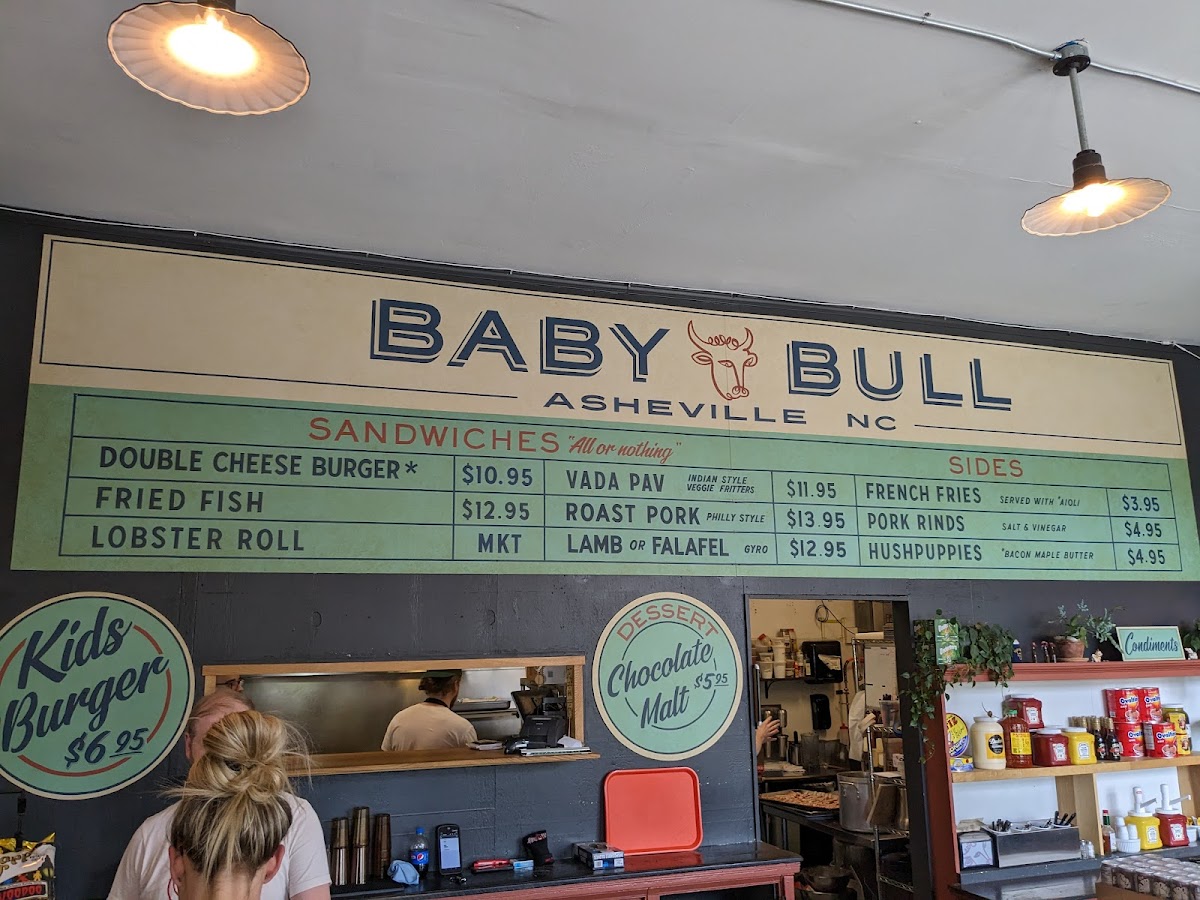 BABY BULL
ASHEVILLE NC
SANDWICHES "All or nothing"
DOUBLE CHEESE BURGER* $10.95
FRIED FISH $12.95
LOBSTER ROLL MKT
VADA PAV INDIAN STYLE VEGGIE FRITTERS $11.95
ROAST PORK PHILLY STYLE $13.95
LAMB OR FALAFEL GYRO $12.95
SIDES
FRENCH FRIES SERVED WITH *AIOLI $3.95
PORK RINDS SALT & VINEGAR $4.95
HUSHPUPPIES *BACON MAPLE BUTTER $4.95
Kids
Burger
$6.95
DESSERT
Chocolate
Malt $5.95
Condiments
Ovaltine
VOODOO